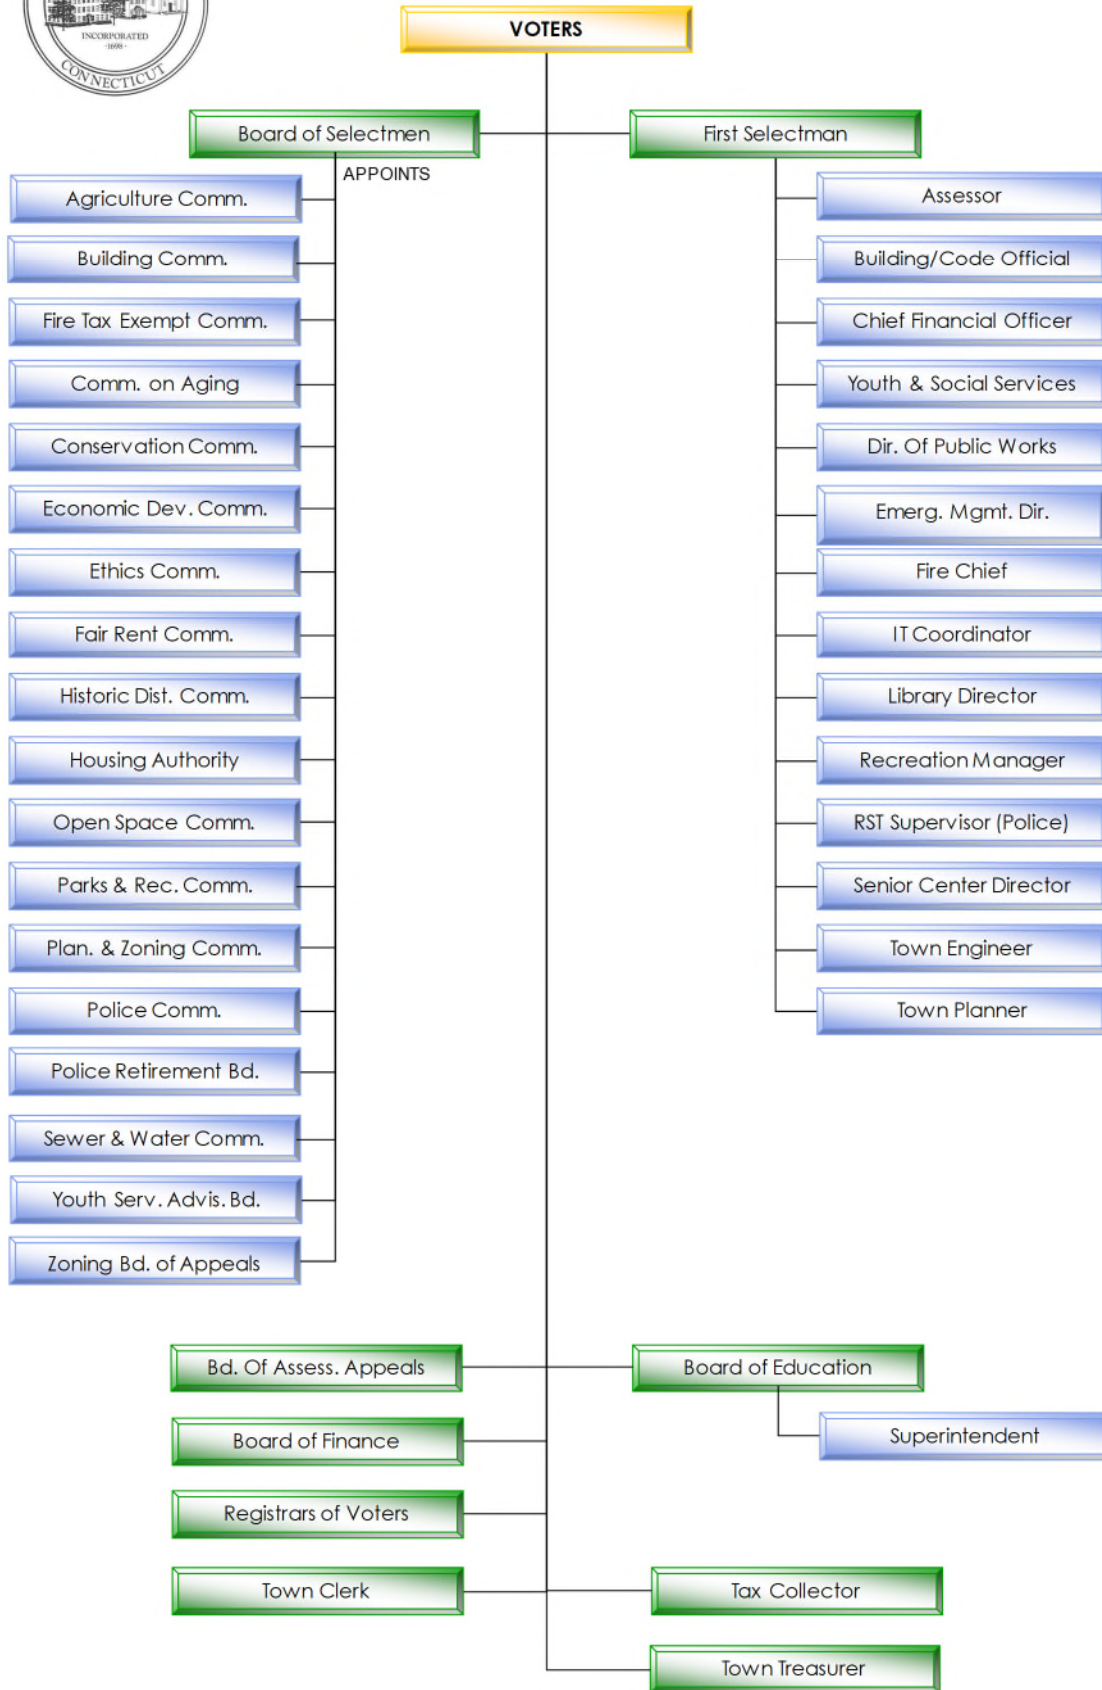 INCORPORATED
-1698-
CONNECTICUT
VOTERS
Board of Selectmen
First Selectman
APPOINTS
Agriculture Comm.
Building Comm.
Fire Tax Exempt Comm.
Comm. on Aging
Conservation Comm.
Economic Dev. Comm.
Ethics Comm.
Fair Rent Comm.
Historic Dist. Comm.
Housing Authority
Open Space Comm.
Parks & Rec. Comm.
Plan. & Zoning Comm.
Police Comm.
Police Retirement Bd.
Sewer & Water Comm.
Youth Serv. Advis. Bd.
Zoning Bd. of Appeals
Assessor
Building/Code Official
Chief Financial Officer
Youth & Social Services
Dir. Of Public Works
Emerg. Mgmt. Dir.
Fire Chief
IT Coordinator
Library Director
Recreation Manager
RST Supervisor (Police)
Senior Center Director
Town Engineer
Town Planner
Bd. Of Assess. Appeals
Board of Finance
Registrars of Voters
Town Clerk
Board of Education
Superintendent
Tax Collector
Town Treasurer